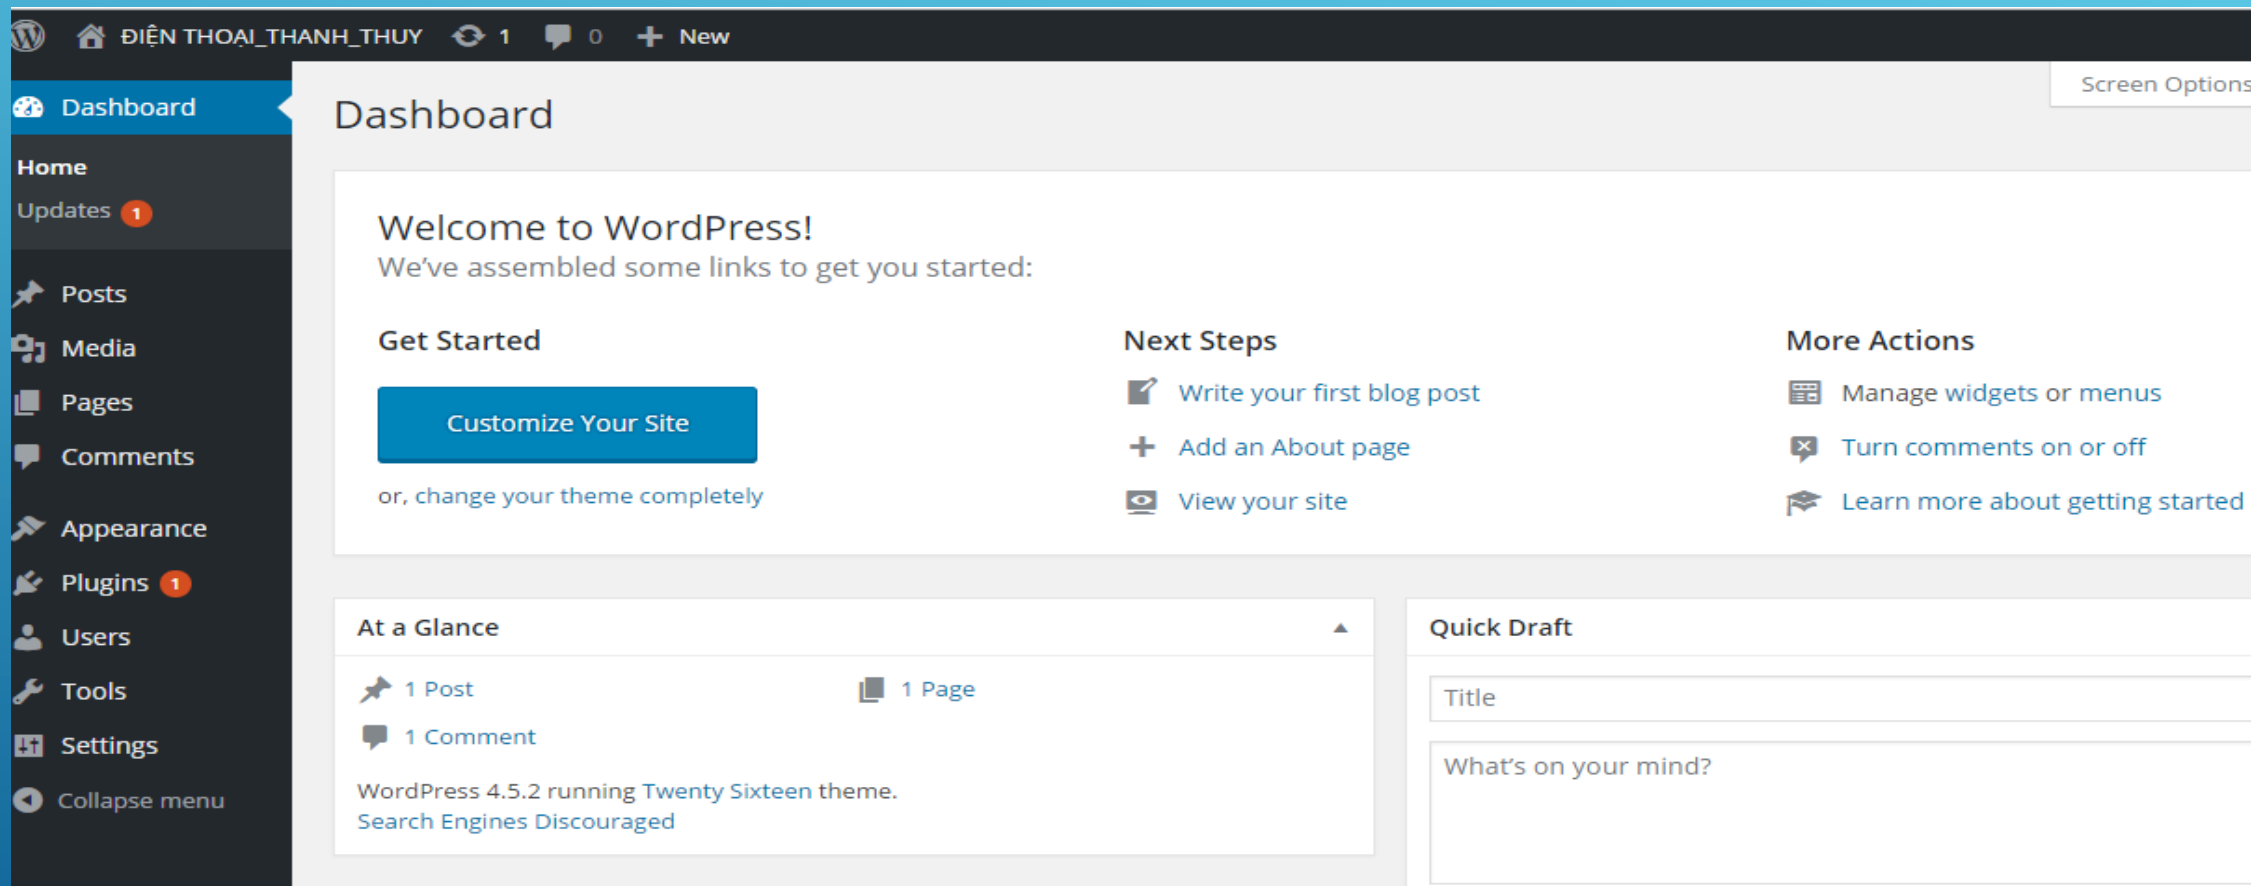 ĐIỆN THOẠI_THANH_THUY 1 0 New
Screen Options
Dashboard
Home
Updates 1
Posts
Media
Pages
Comments
Appearance
Plugins 1
Users
Tools
Settings
Collapse menu
Dashboard
Welcome to WordPress!
We've assembled some links to get you started:
Get Started
Customize Your Site
or, change your theme completely
Next Steps
Write your first blog post
Add an About page
View your site
More Actions
Manage widgets or menus
Turn comments on or off
Learn more about getting started
At a Glance
1 Post
1 Page
1 Comment
WordPress 4.5.2 running Twenty Sixteen theme.
Search Engines Discouraged
Quick Draft
Title
What's on your mind?